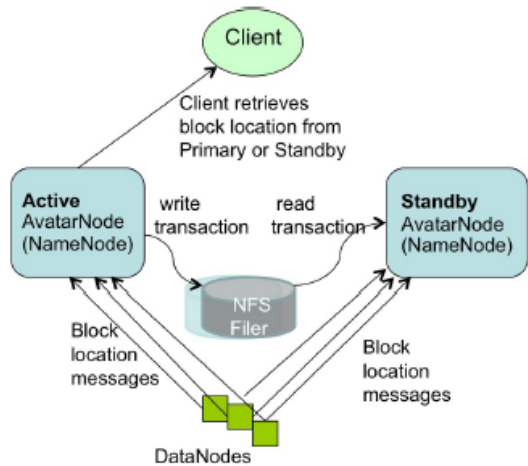 Client
Client retrieves
block location from
Primary or Standby
Active
AvatarNode
(NameNode)
write
transaction
read
transaction
Standby
AvatarNode
(NameNode)
NFS
Filer
Block
location
messages
Block
location
messages
DataNodes